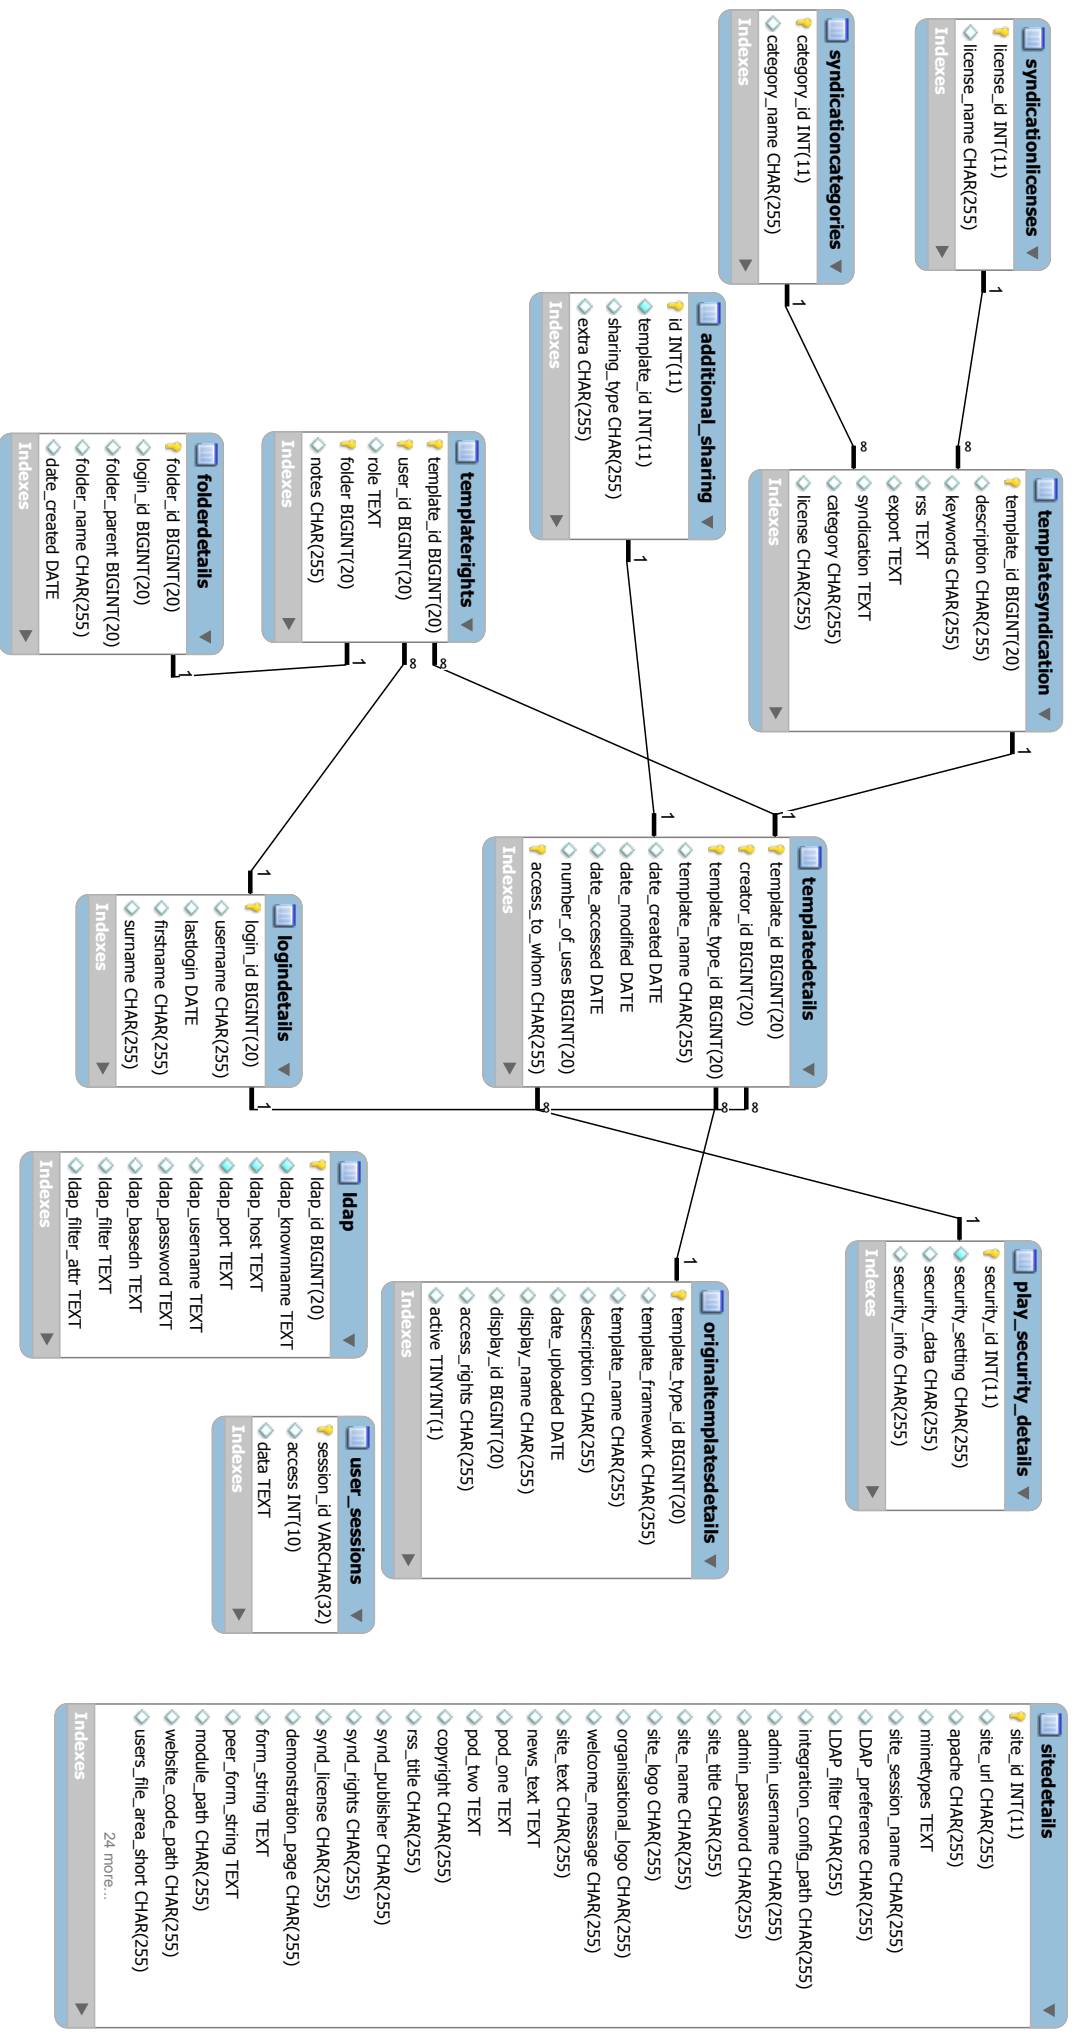 syndicationlicenses
license_id INT(11)
license_name CHAR(255)
Indexes
syndicationcategories
category_id INT(11)
category_name CHAR(255)
Indexes
templatesyndication
template_id BIGINT(20)
description CHAR(255)
keywords CHAR(255)
rss TEXT
export TEXT
syndication TEXT
category CHAR(255)
license CHAR(255)
Indexes
additional_sharing
id INT(11)
template_id INT(11)
sharing_type CHAR(255)
extra CHAR(255)
Indexes
templaterights
template_id BIGINT(20)
user_id BIGINT(20)
role TEXT
folder BIGINT(20)
notes CHAR(255)
Indexes
folderdetails
folder_id BIGINT(20)
login_id BIGINT(20)
folder_parent BIGINT(20)
folder_name CHAR(255)
date_created DATE
Indexes
templatedetails
template_id BIGINT(20)
creator_id BIGINT(20)
template_type_id BIGINT(20)
template_name CHAR(255)
date_created DATE
date_modified DATE
date_accessed DATE
number_of_uses BIGINT(20)
access_to_whom CHAR(255)
Indexes
logindetails
login_id BIGINT(20)
username CHAR(255)
lastlogin DATE
firstname CHAR(255)
surname CHAR(255)
Indexes
play_security_details
security_id INT(11)
security_setting CHAR(255)
security_data CHAR(255)
security_info CHAR(255)
Indexes
originaltemplatesdetails
template_type_id BIGINT(20)
template_framework CHAR(255)
template_name CHAR(255)
description CHAR(255)
date_uploaded DATE
display_name CHAR(255)
display_id BIGINT(20)
access_rights CHAR(255)
active TINYINT(1)
Indexes
ldap
ldap_id BIGINT(20)
ldap_knownname TEXT
ldap_host TEXT
ldap_port TEXT
ldap_username TEXT
ldap_password TEXT
ldap_basedn TEXT
ldap_filter TEXT
ldap_filter_attr TEXT
Indexes
user_sessions
session_id VARCHAR(32)
access INT(10)
data TEXT
Indexes
sitedetails
site_id INT(11)
site_url CHAR(255)
apache CHAR(255)
mimetypes TEXT
site_session_name CHAR(255)
LDAP_preference CHAR(255)
LDAP_filter CHAR(255)
integration_config_path CHAR(255)
admin_username CHAR(255)
admin_password CHAR(255)
site_title CHAR(255)
site_name CHAR(255)
site_logo CHAR(255)
organisational_logo CHAR(255)
welcome_message CHAR(255)
site_text CHAR(255)
news_text TEXT
pod_one TEXT
pod_two TEXT
copyright CHAR(255)
rss_title CHAR(255)
synd_publisher CHAR(255)
synd_rights CHAR(255)
synd_license CHAR(255)
demonstration_page CHAR(255)
form_string TEXT
peer_form_string TEXT
module_path CHAR(255)
website_code_path CHAR(255)
users_file_area_short CHAR(255)
24 more...
Indexes
1
∞
1
∞
1
1
1
1
∞
∞
1
1
1
1
∞
∞
∞
1
1